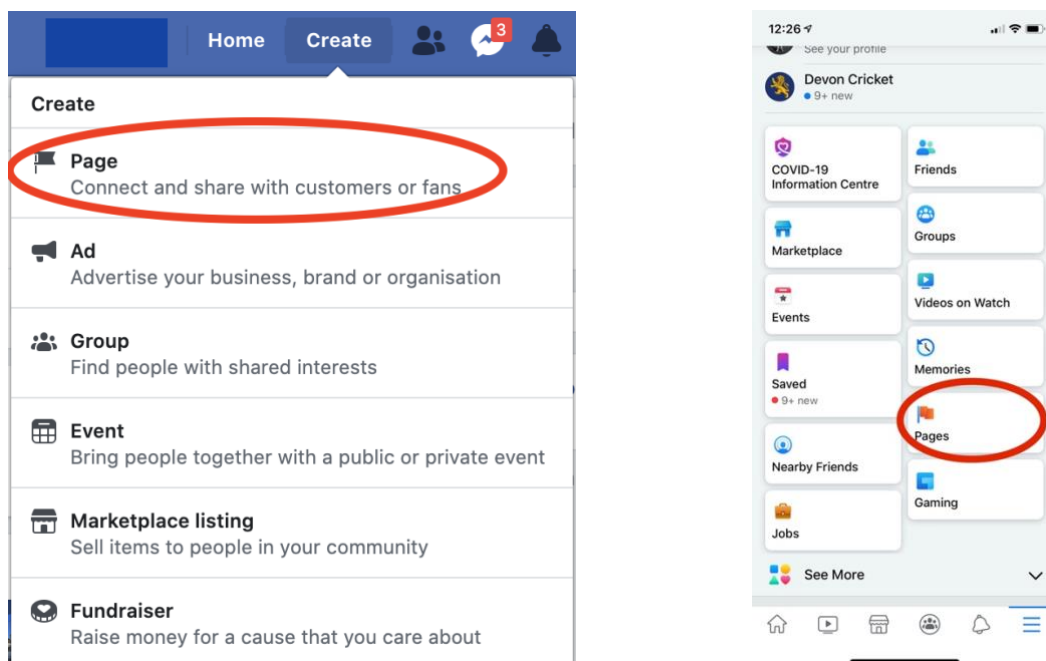 Home Create 3
Create
Page
Connect and share with customers or fans
Ad
Advertise your business, brand or organisation
Group
Find people with shared interests
Event
Bring people together with a public or private event
Marketplace listing
Sell items to people in your community
Fundraiser
Raise money for a cause that you care about
12:26
See your profile
Devon Cricket
9+ new
COVID-19
Information Centre
Marketplace
Events
Saved
9+ new
Nearby Friends
Jobs
Friends
Groups
Videos on Watch
Memories
Pages
Gaming
See More